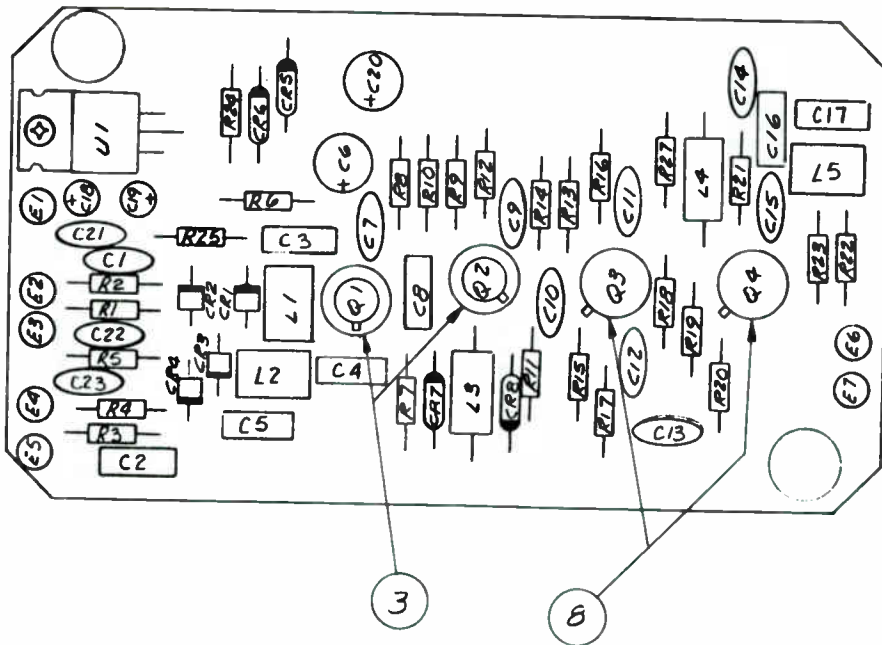 C14
C20
+
CR5
R24
CR6
C16
C17
U1
C6
+
R8
R10
R9
R12
R14
R13
R16
C11
R27
L4
R21
C15
L5
E1
+
C18
C19
+
R6
C7
C9
C21
R25
C3
C1
R23
R22
E2
R2
CR2
CR1
L1
Q1
C8
Q2
C10
Q3
R18
Q4
R1
E3
C22
R19
E6
R5
CR3
L2
C4
C12
C23
CR4
R7
CR7
L3
CR8
R11
R15
R17
R20
E7
E4
R4
C5
C13
R3
E5
C2
3
8